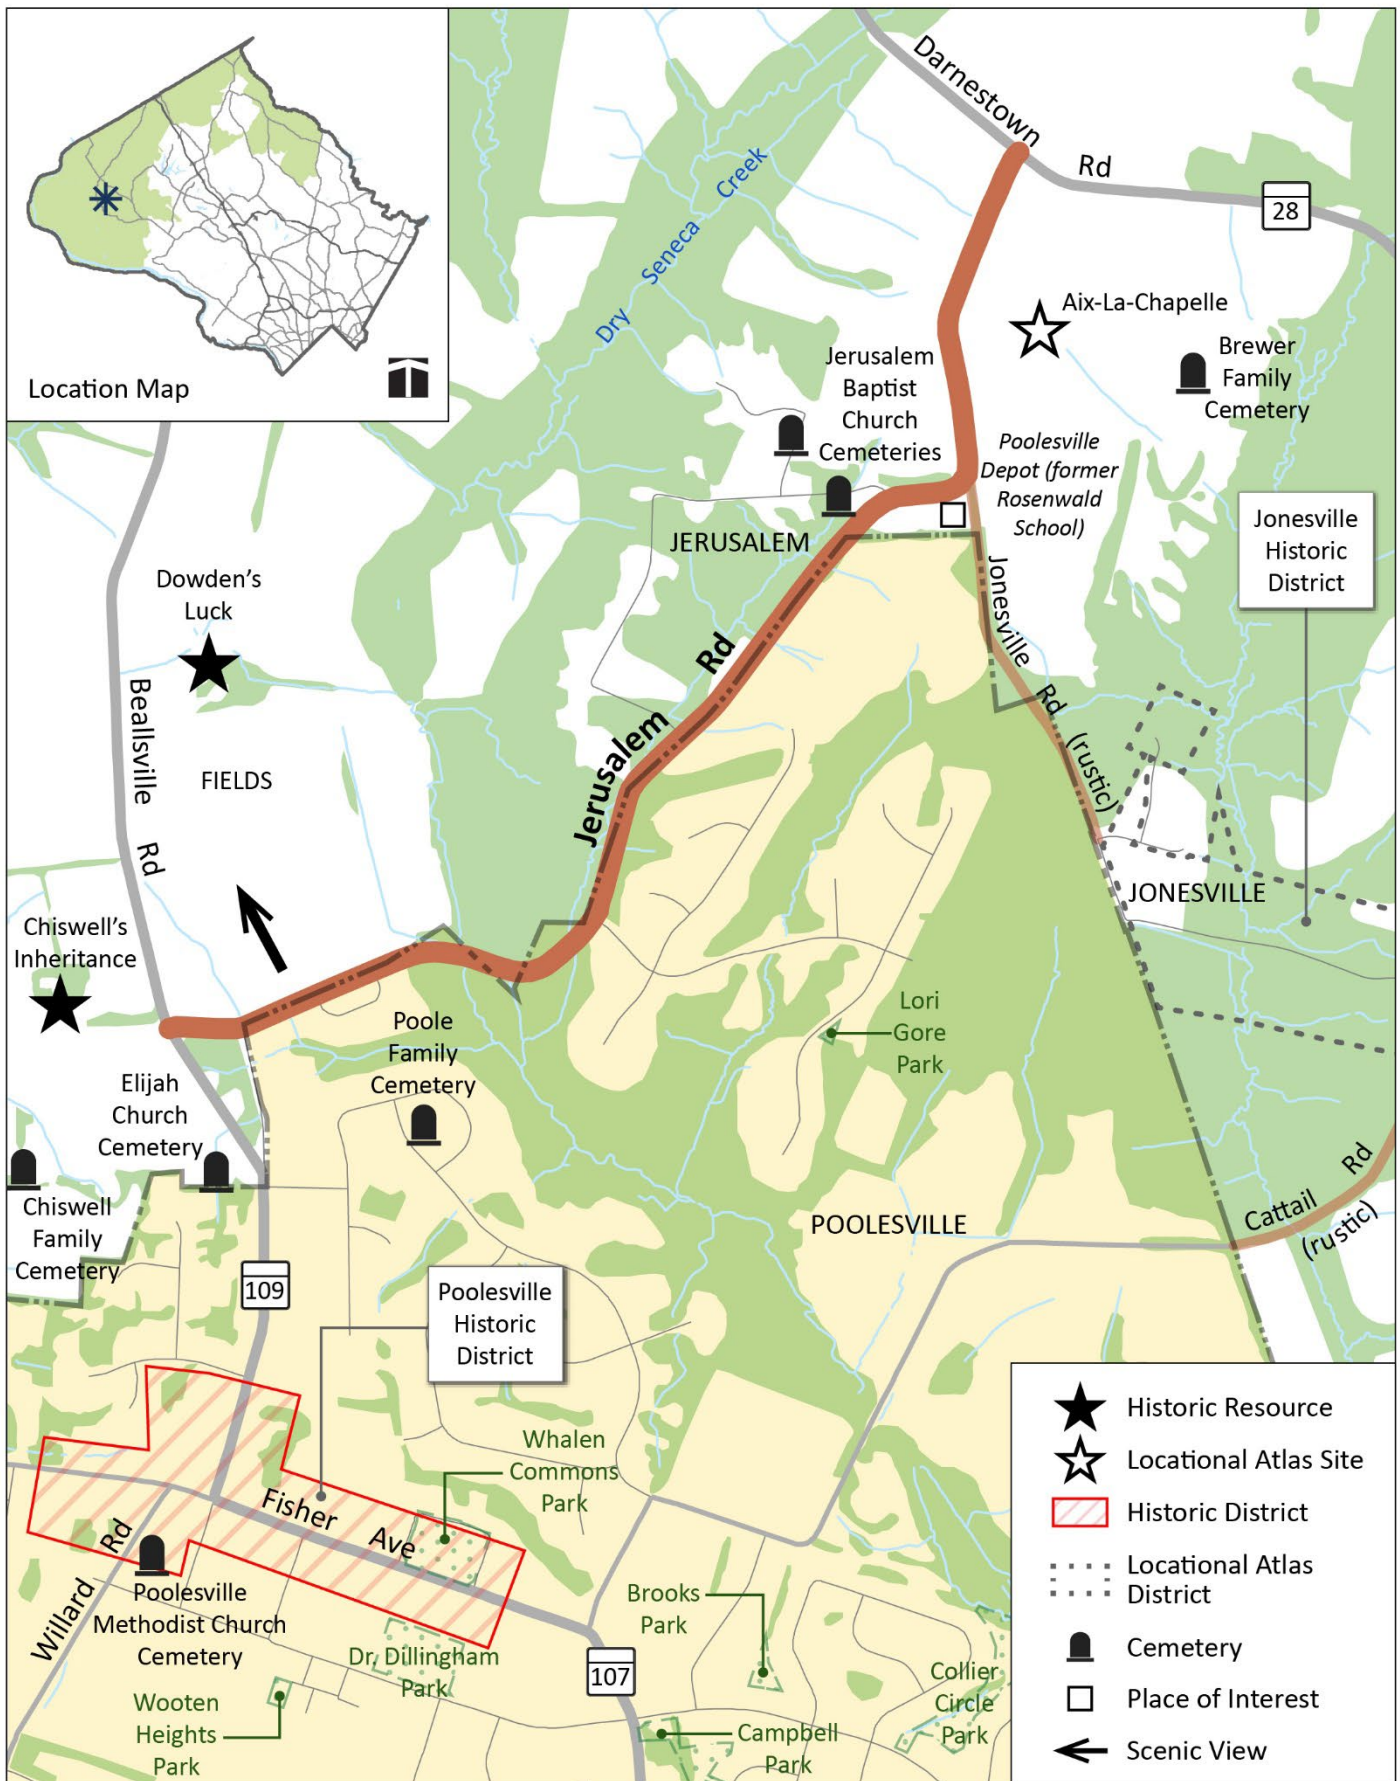 Location Map
Darnestown
Rd
28
Dry
Seneca
Creek
Aix-La-Chapelle
Brewer
Family
Cemetery
Jerusalem
Baptist
Church
Cemeteries
Poolesville
Depot (former
Rosenwald
School)
Jonesville
Historic
District
JERUSALEM
Jonesville
Rd
(rustic)
Dowden's
Luck
Beallsville
Rd
FIELDS
Jerusalem
Rd
JONESVILLE
Chiswell's
Inheritance
Lori
Gore
Park
Poole
Family
Cemetery
Elijah
Church
Cemetery
Chiswell
Family
Cemetery
POOLESVILLE
Cattail
Rd
(rustic)
109
Poolesville
Historic
District
Whalen
Commons
Park
Fisher
Ave
Willard
Rd
Poolesville
Methodist Church
Cemetery
Dr. Dillingham
Park
Wooten
Heights
Park
107
Brooks
Park
Campbell
Park
Collier
Circle
Park
Historic Resource
Locational Atlas Site
Historic District
Locational Atlas
District
Cemetery
Place of Interest
Scenic View